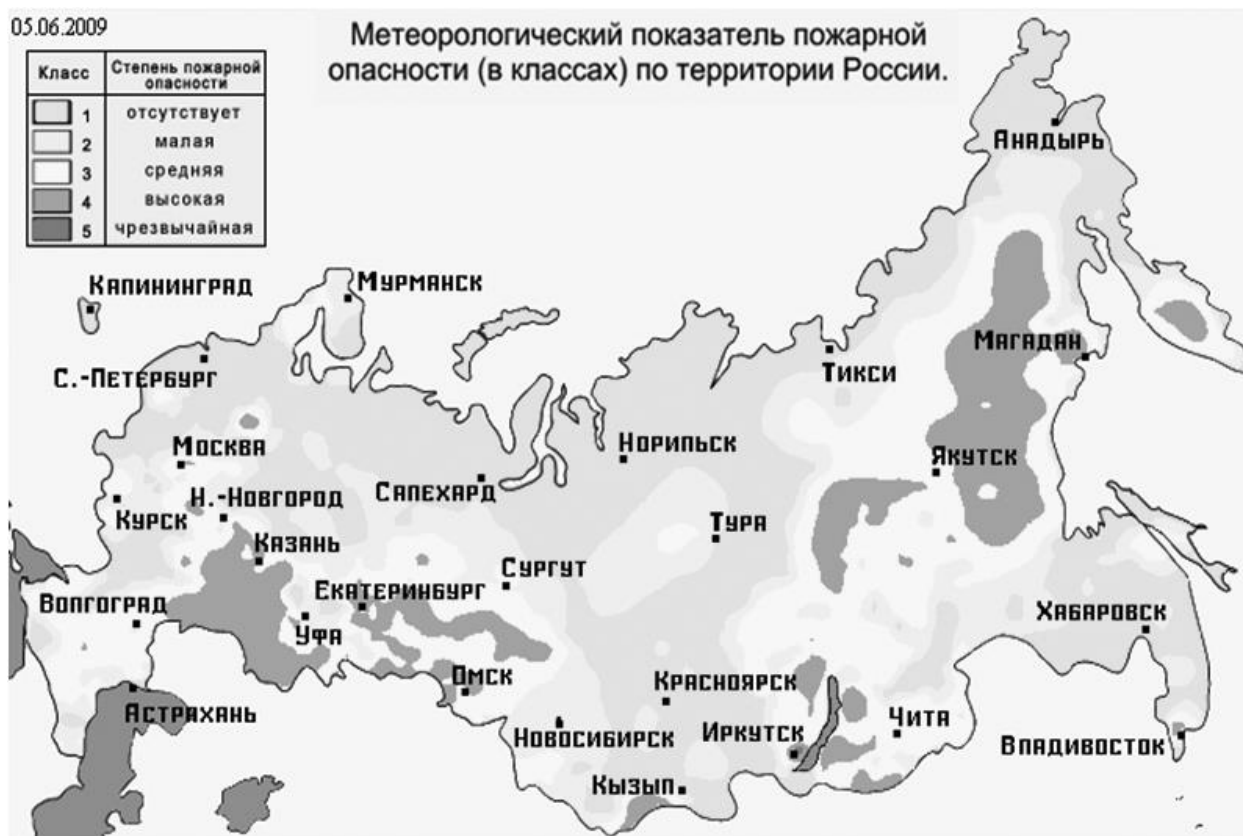 05.06.2009
Метеорологический показатель пожарной
опасности (в классах) по территории России.
Класс Степень пожарной опасности
1 отсутствует
2 малая
3 средняя
4 высокая
5 чрезвычайная
АНАДЫРЬ
КАЛИНИНГРАД
МУРМАНСК
МАГАДАН
С.-ПЕТЕРБУРГ
ТИКСИ
МОСКВА
НОРИЛЬСК
ЯКУТСК
Н.-НОВГОРОД
САЛЕХАРД
КУРСК
ТУРА
КАЗАНЬ
СУРГУТ
ЕКАТЕРИНБУРГ
ВОЛГОГРАД
ХАБАРОВСК
УФА
ОМСК
КРАСНОЯРСК
АСТРАХАНЬ
ЧИТА
НОВОСИБИРСК
ИРКУТСК
ВЛАДИВОСТОК
КЫЗЫЛ